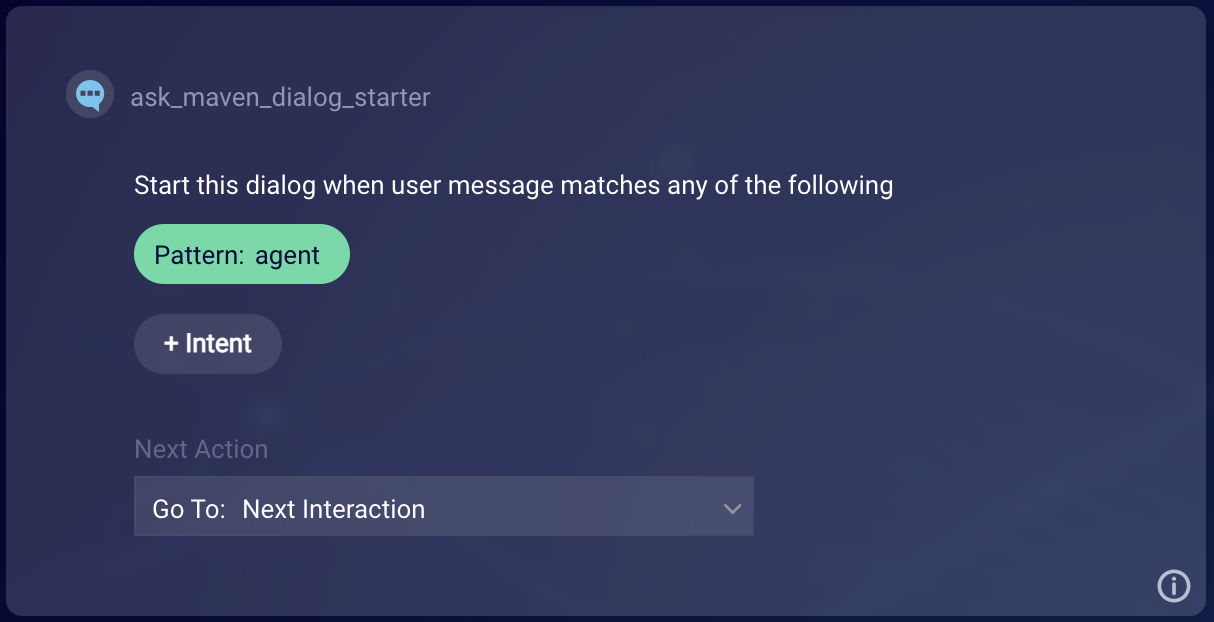 ask_maven_dialog_starter
Start this dialog when user message matches any of the following
Pattern: agent
+ Intent
Next Action
Go To: Next Interaction